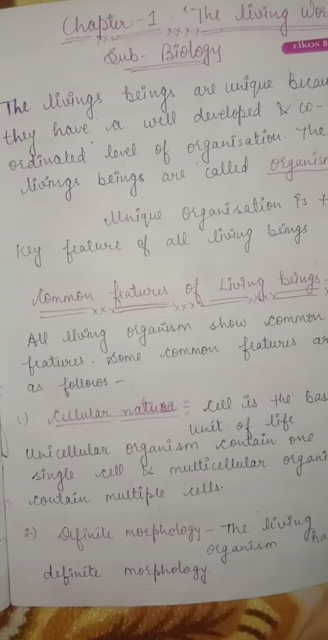 Chapter-1 "The living Wor
Sub- Biology
elkos B
The livings beings are unique becau
they have a well developed & co-
ordinated level of organisation. The
livings beings are called organism
Unique organisation is t
Key feature of all living beings
Common features of Living beings-
All living organism show common
features. Some common features ar
as follows -
1.) Cellular nature - Cell is the bas
unit of life
Unicellular organism contain one
single cell & multicellular organi
contain multiple cells.
2.) Definite morphology - The living
organism ha
definite morphology